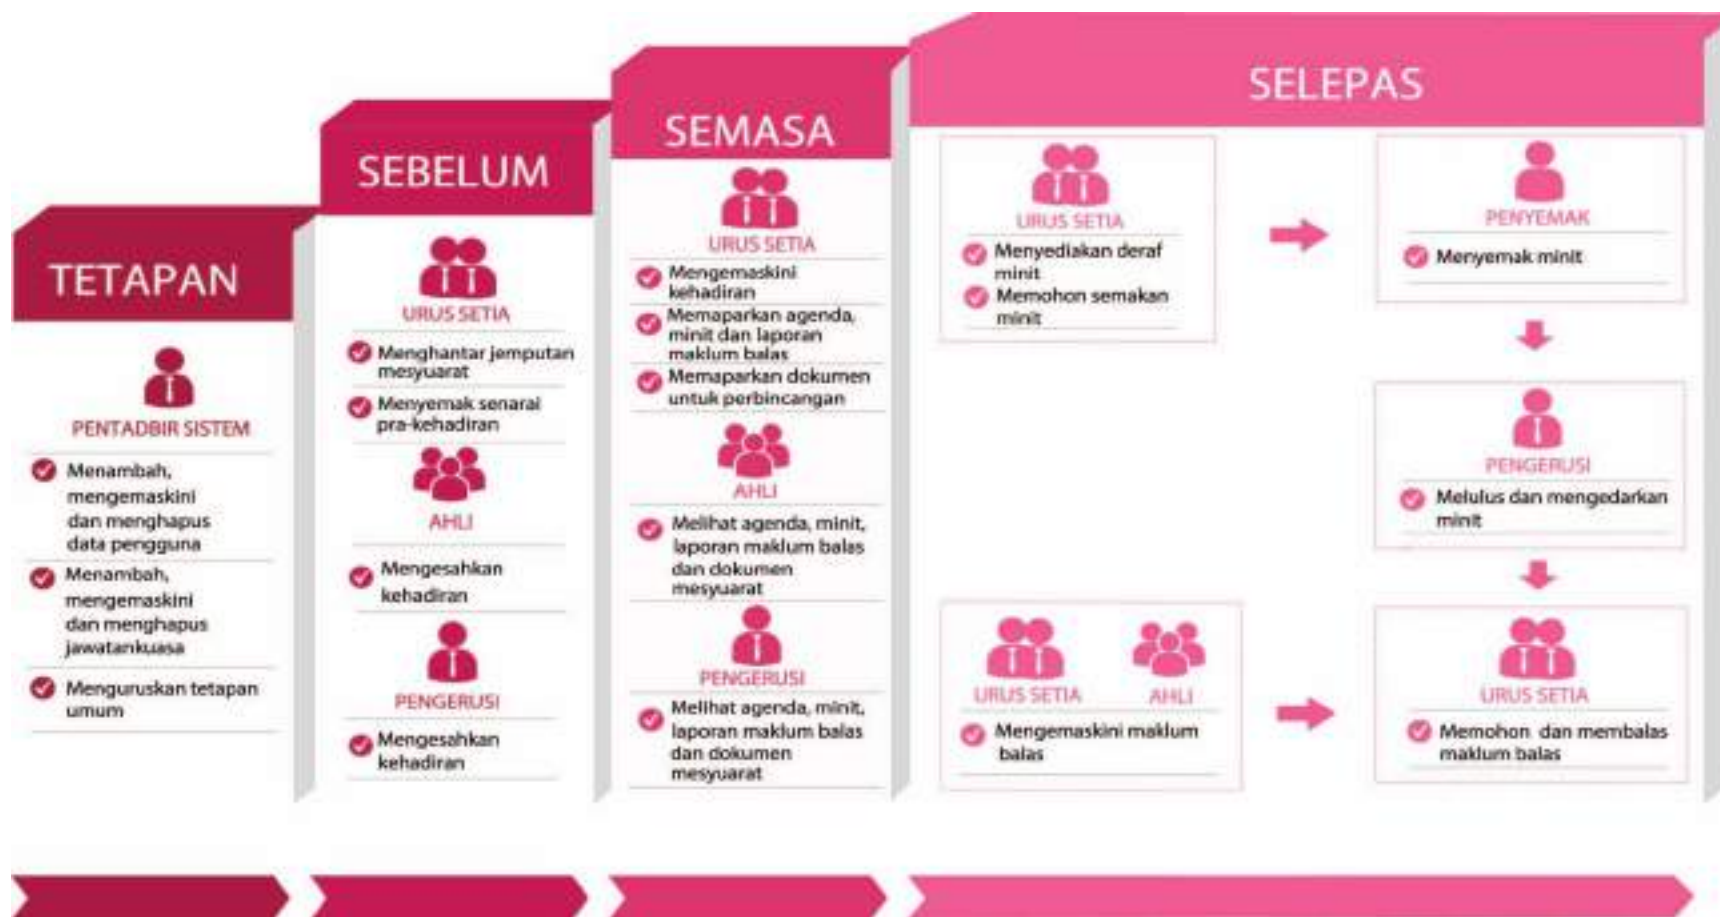 TETAPAN
PENTADBIR SISTEM
Menambah,
mengemaskini
dan menghapus
data pengguna
Menambah,
mengemaskini
dan menghapus
jawatankuasa
Menguruskan tetapan
umum
SEBELUM
URUS SETIA
Menghantar jemputan
mesyuarat
Menyemak senarai
pra-kehadiran
AHLI
Mengesahkan
kehadiran
PENGERUSI
Mengesahkan
kehadiran
SEMASA
URUS SETIA
Mengemaskini
kehadiran
Memaparkan agenda,
minit dan laporan
maklum balas
Memaparkan dokumen
untuk perbincangan
AHLI
Melihat agenda, minit,
laporan maklum balas
dan dokumen
mesyuarat
PENGERUSI
Melihat agenda, minit,
laporan maklum balas
dan dokumen
mesyuarat
SELEPAS
URUS SETIA
Menyediakan deraf
minit
Memohon semakan
minit
PENYEMAK
Menyemak minit
PENGERUSI
Melulus dan mengedarkan
minit
URUS SETIA
AHLI
Mengemaskini maklum
balas
URUS SETIA
Memohon dan membalas
maklum balas